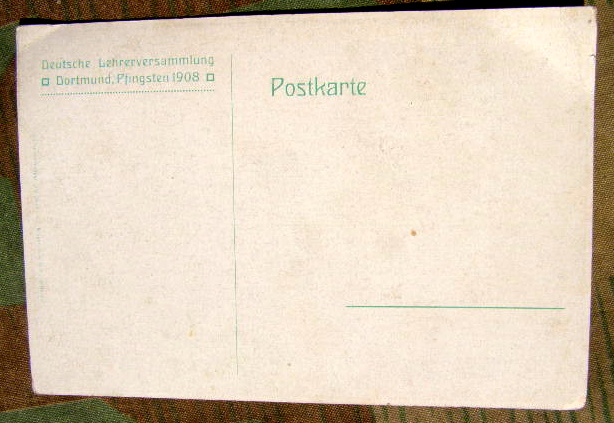 Deutsche Lehrerversammlung
Dortmund, Pfingsten 1908
Postkarte